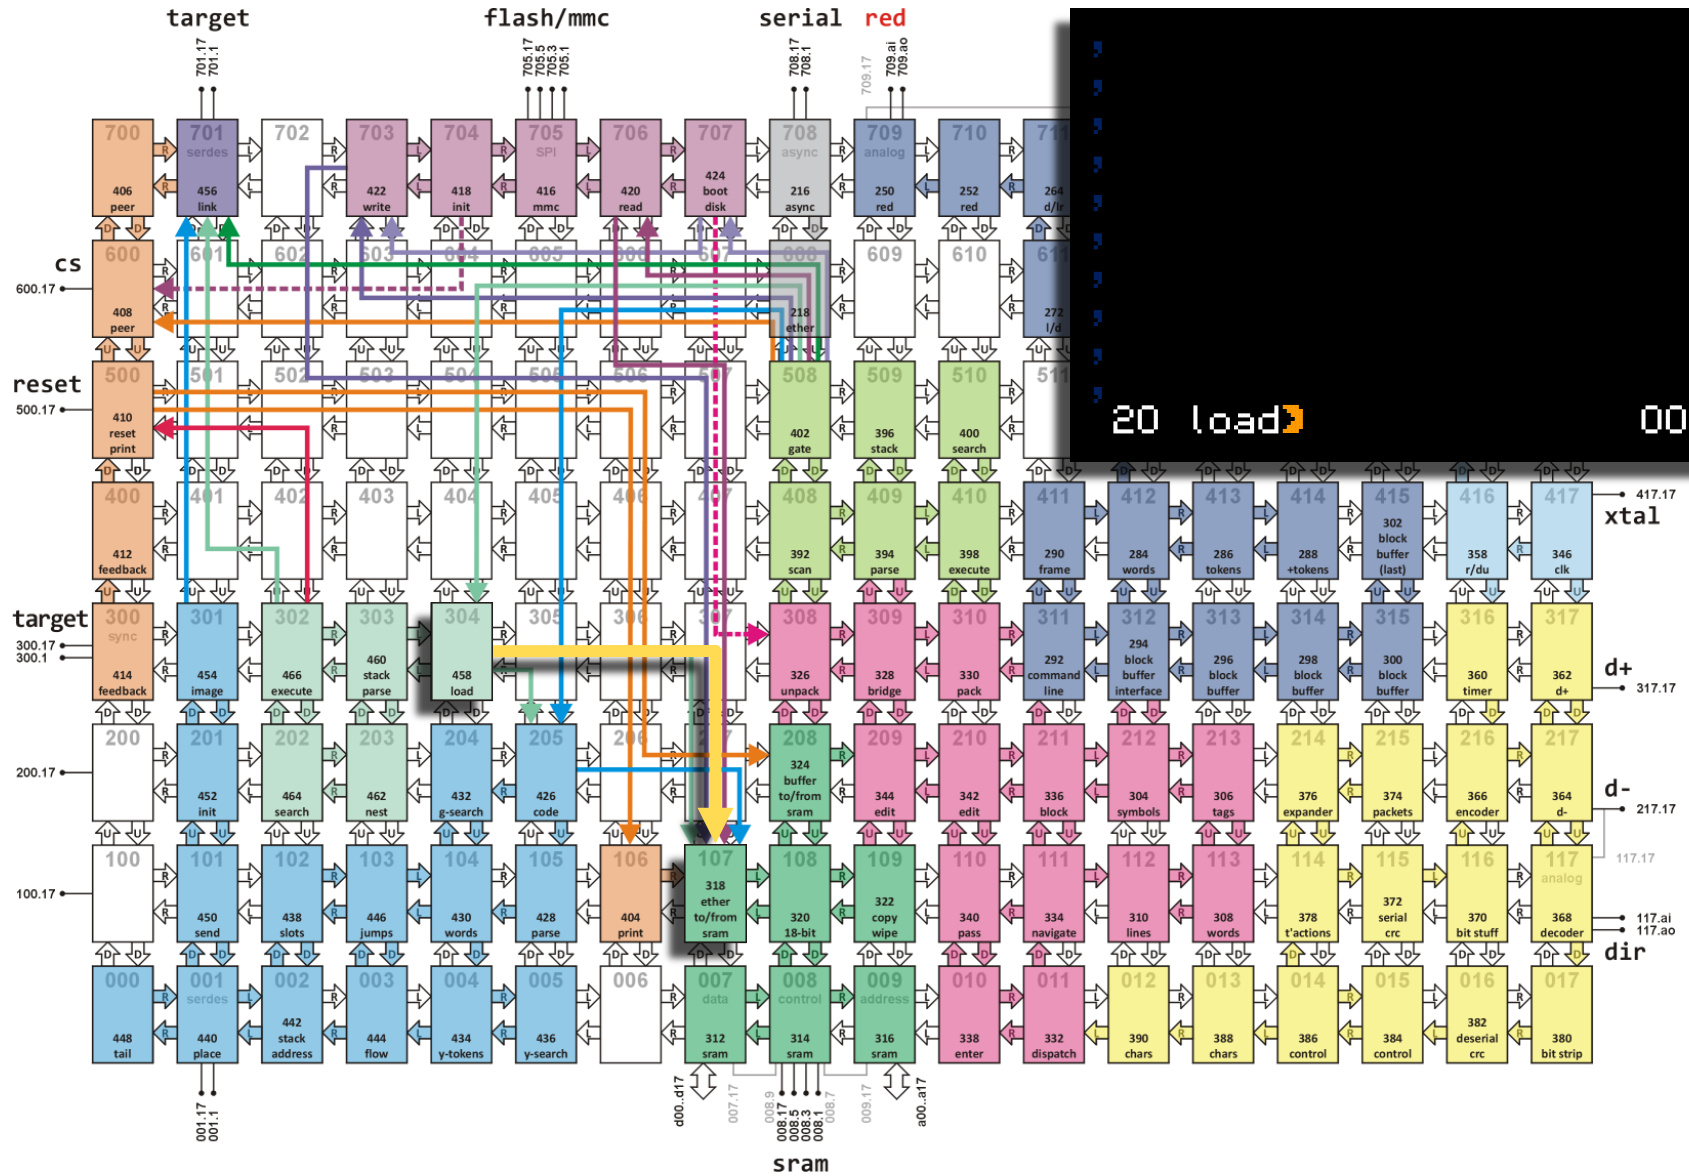 target flash/mmc serial red
701.17 701.1 705.17 705.5 705.3 705.1 708.17 708.1 709.17 709.ai 709.ao
700 701 702 703 704 705 706 707 708 709 710 711
serdes SPI async analog
406 peer
456 link
422 write
418 init
416 mmc
420 read
424 boot disk
216 async
250 red
252 red
264 d/lr
cs
600.17
600 601 602 603 604 605 606 607 608 609 610 611
408 peer
218 ether
272 l/d
20 load
00
reset
500.17
500 501 502 503 504 505 506 507 508 509 510 511
410 reset print
402 gate
396 stack
400 search
400 401 402 403 404 405 406 407 408 409 410 411 412 413 414 415 416 417
412 feedback
392 scan
394 parse
398 execute
290 frame
284 words
286 tokens
288 +tokens
302 block buffer (last)
358 r/du
346 clk
417.17
xtal
target
300.17
300.1
300 301 302 303 304 305 306 307 308 309 310 311 312 313 314 315 316 317
sync
414 feedback
454 image
466 execute
460 stack parse
458 load
326 unpack
328 bridge
330 pack
292 command line
294 block buffer interface
296 block buffer
298 block buffer
300 block buffer
360 timer
362 d+
d+
317.17
200.17
200 201 202 203 204 205 206 207 208 209 210 211 212 213 214 215 216 217
452 init
464 search
462 nest
432 g-search
426 code
324 buffer to/from sram
344 edit
342 edit
336 block
304 symbols
306 tags
376 expander
374 packets
366 encoder
364 d-
d-
217.17
117.17
100.17
100 101 102 103 104 105 106 107 108 109 110 111 112 113 114 115 116 117
analog
450 send
438 slots
446 jumps
430 words
428 parse
404 print
318 ether to/from sram
320 18-bit
322 copy wipe
340 pass
334 navigate
310 lines
308 words
378 t'actions
372 serial crc
370 bit stuff
368 decoder
117.ai
117.ao
dir
000 001 002 003 004 005 006 007 008 009 010 011 012 013 014 015 016 017
serdes data control address
448 tail
440 place
442 stack address
444 flow
434 y-tokens
436 y-search
312 sram
314 sram
316 sram
338 enter
332 dispatch
390 chars
388 chars
386 control
384 control
382 deserial crc
380 bit strip
001.17 001.1 d00..d17 007.17 008.9 008.17 008.5 008.3 008.1 008.7 009.17 a00..a17
sram